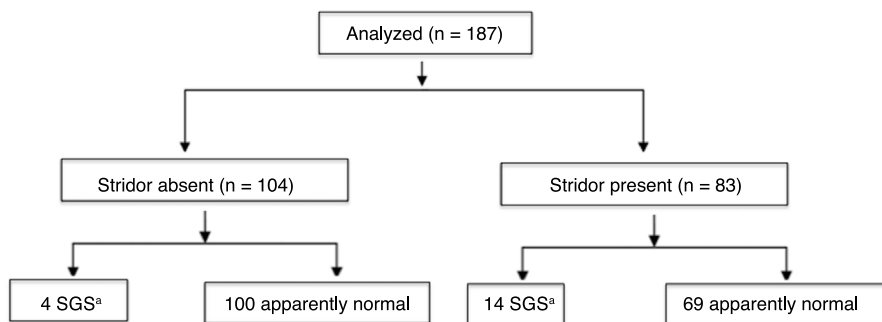 Analyzed (n = 187)
Stridor absent (n = 104)
Stridor present (n = 83)
4 SGSᵃ
100 apparently normal
14 SGSᵃ
69 apparently normal